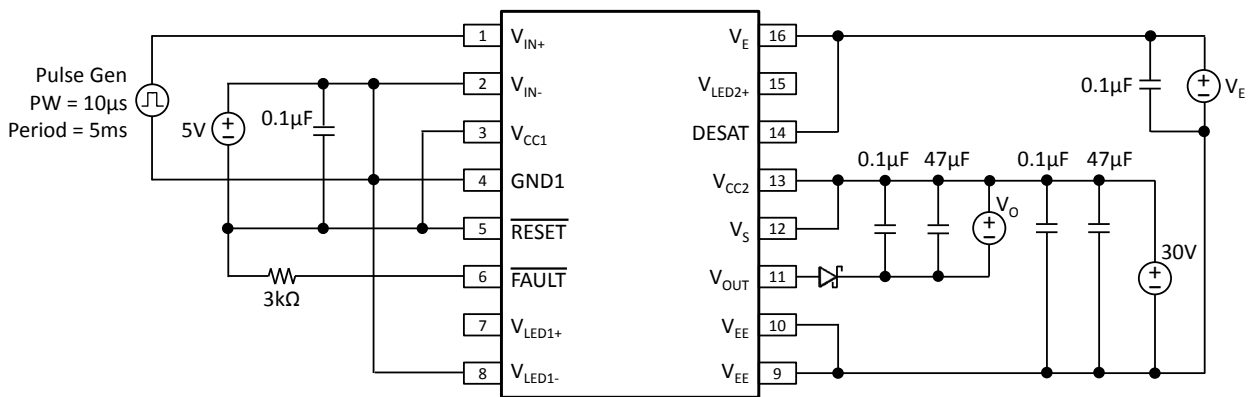 Pulse Gen
PW = 10µs
Period = 5ms
5V
0.1µF
3kΩ
1 V_IN+
2 V_IN-
3 V_CC1
4 GND1
5 RESET
6 FAULT
7 V_LED1+
8 V_LED1-
V_E 16
V_LED2+ 15
DESAT 14
V_CC2 13
V_S 12
V_OUT 11
V_EE 10
V_EE 9
0.1µF
V_E
0.1µF 47µF
V_O
0.1µF 47µF
30V